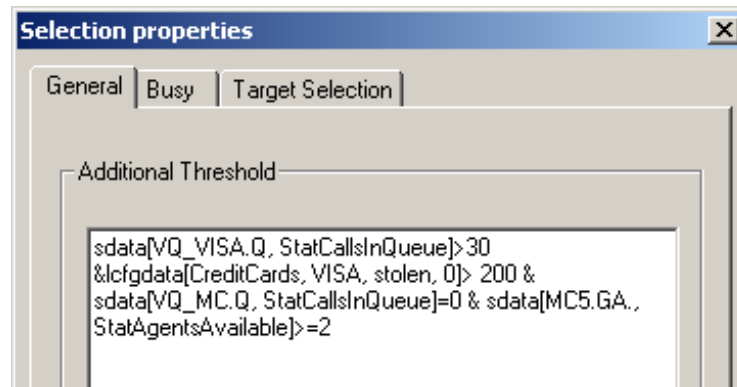 Selection properties
General Busy Target Selection
Additional Threshold
sdata[VQ_VISA.Q, StatCallsInQueue]>30
&lcfgdata[CreditCards, VISA, stolen, 0]> 200 &
sdata[VQ_MC.Q, StatCallsInQueue]=0 & sdata[MC5.GA.,
StatAgentsAvailable]>=2